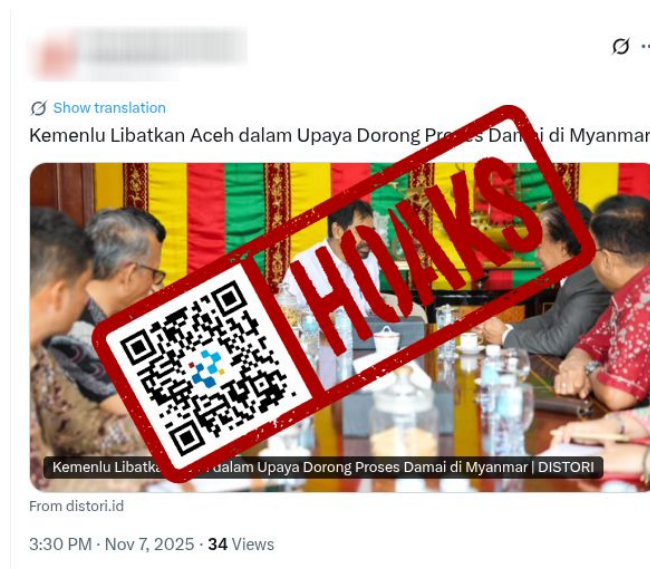 Show translation
Kemenlu Libatkan Aceh dalam Upaya Dorong Proses Damai di Myanmar
HOAKS
Kemenlu Libatka dalam Upaya Dorong Proses Damai di Myanmar | DISTORI
From distori.id
3:30 PM · Nov 7, 2025 · 34 Views